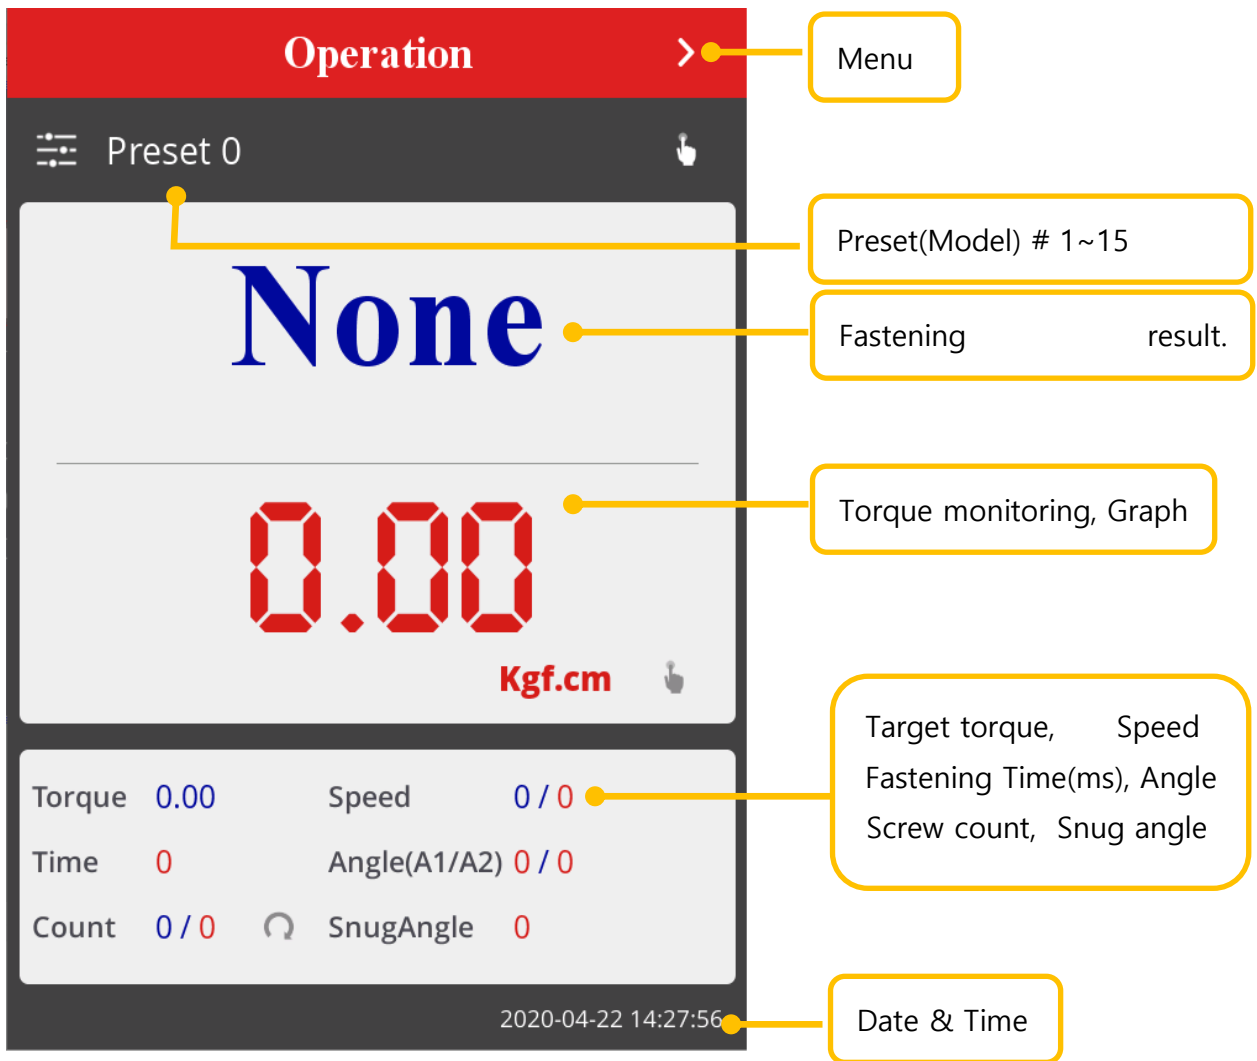 Operation
Menu
Preset 0
Preset(Model) # 1~15
None
Fastening result.
0.00
Torque monitoring, Graph
Kgf.cm
Target torque, Speed
Fastening Time(ms), Angle
Screw count, Snug angle
Torque 0.00 Speed 0 / 0
Time 0 Angle(A1/A2) 0 / 0
Count 0 / 0 SnugAngle 0
2020-04-22 14:27:56
Date & Time